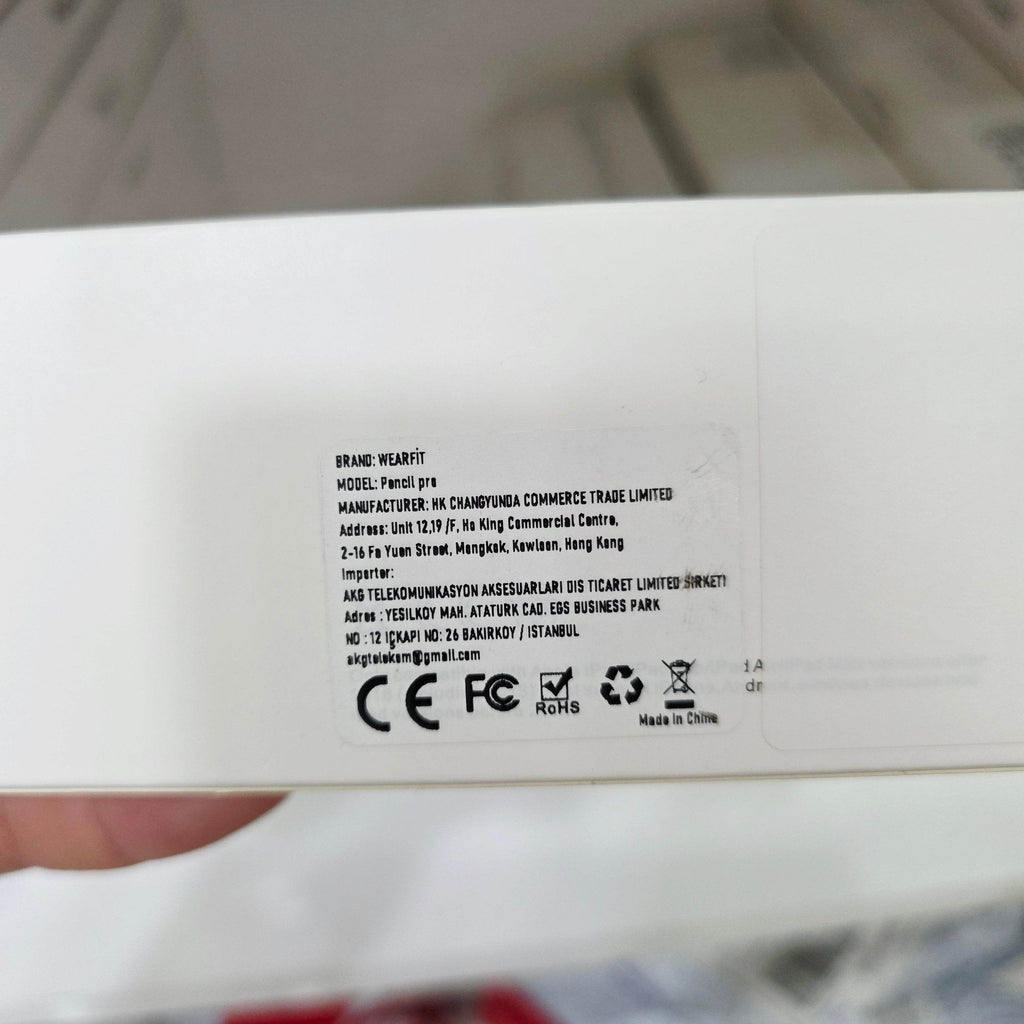 BRAND: WEARFİT
MODEL: Pencil pro
MANUFACTURER: HK CHANGYUNDA COMMERCE TRADE LIMITED
Address: Unit 12,19 /F, Ho King Commercial Centre,
2-16 Fa Yuen Street, Mongkok, Kowloon, Hong Kong
Importer:
AKG TELEKOMUNIKASYON AKSESUARLARI DIS TICARET LIMITED SIRKETI
Adres : YESILKOY MAH. ATATURK CAD. EGS BUSINESS PARK
NO : 12 IÇKAPI NO: 26 BAKIRKOY / ISTANBUL
akgtelekom@gmail.com
CE FC RoHS
Made In China